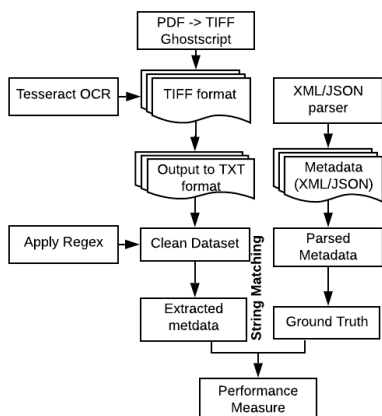 PDF -> TIFF
Ghostscript
Tesseract OCR
TIFF format
XML/JSON
parser
Output to TXT
format
Metadata
(XML/JSON)
Apply Regex
Clean Dataset
String Matching
Parsed
Metadata
Extracted
metdata
Ground Truth
Performance
Measure